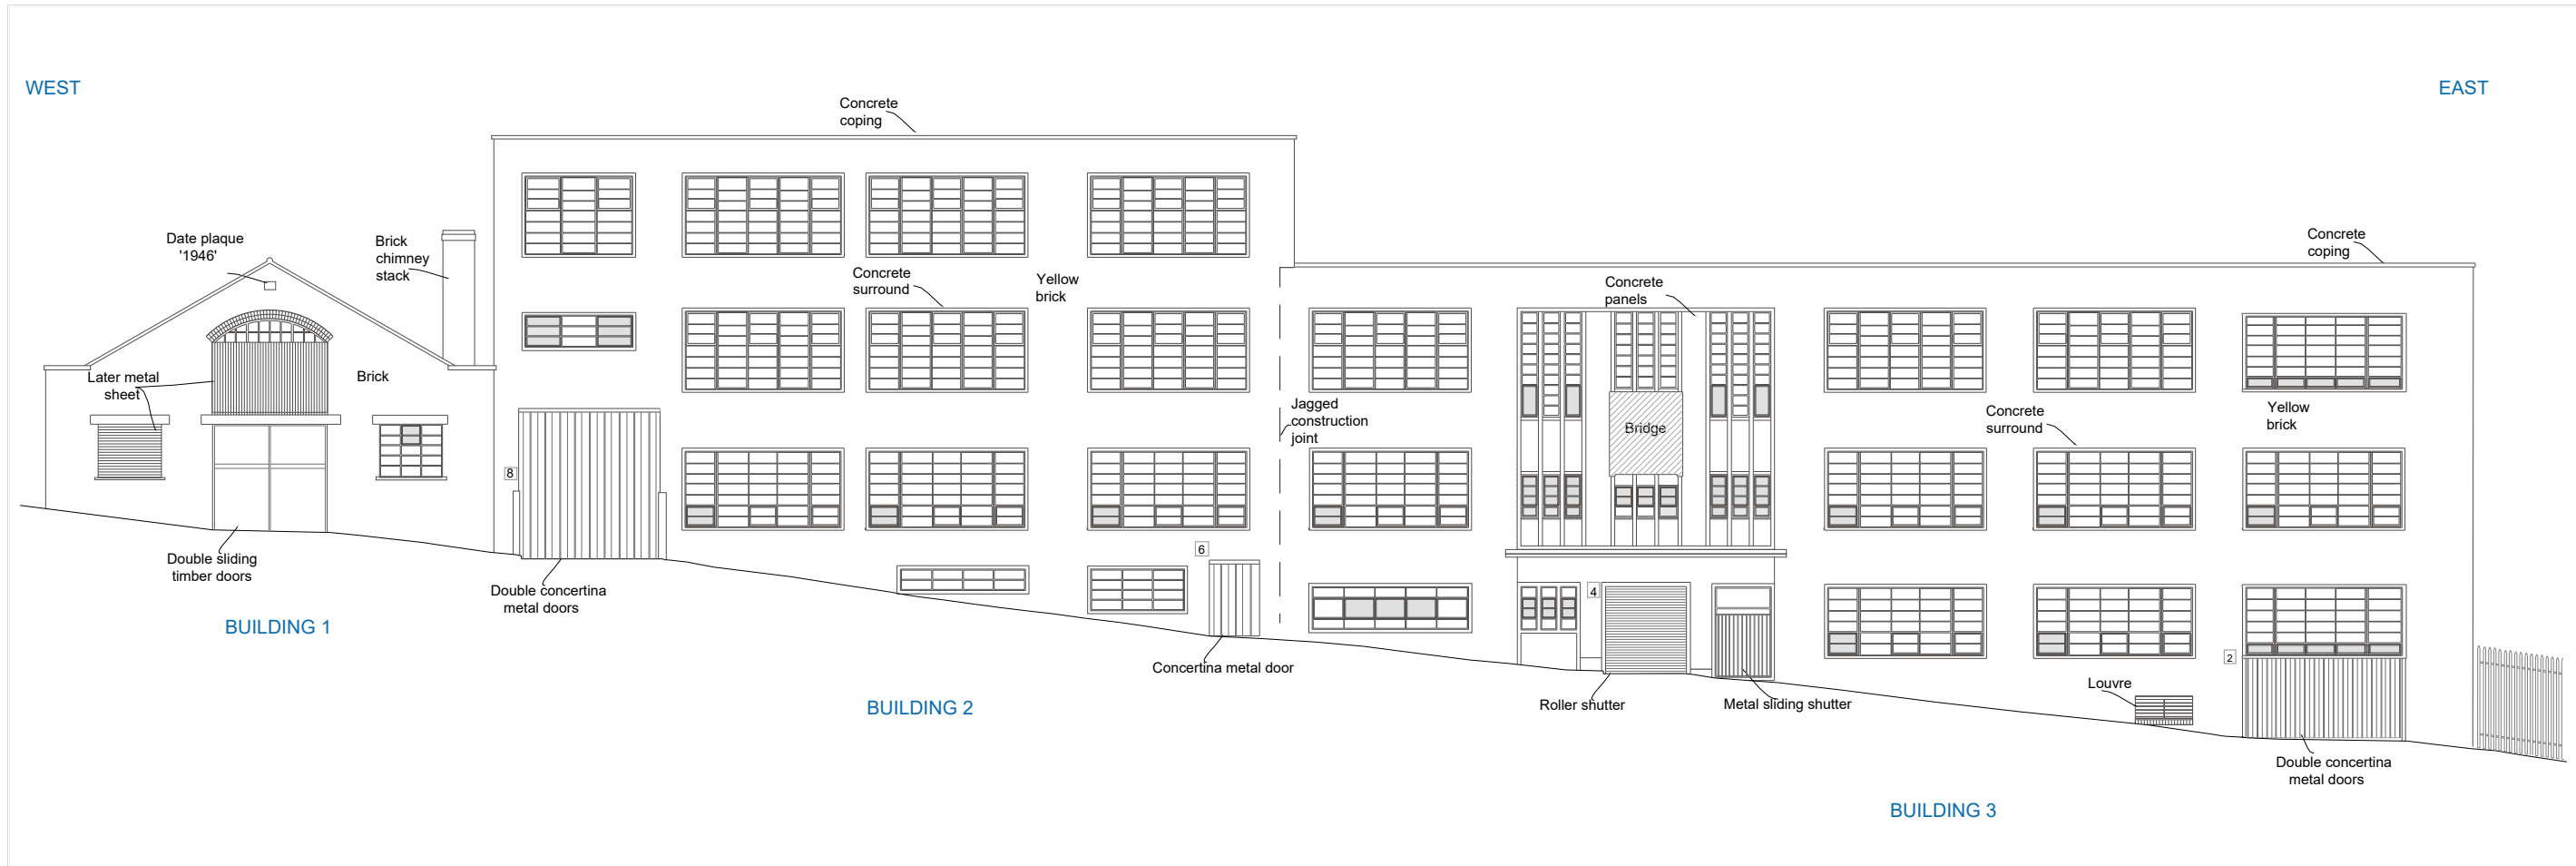 WEST
EAST
Concrete
coping
Date plaque
'1946'
Brick
chimney
stack
Concrete
surround
Yellow
brick
Concrete
panels
Concrete
coping
Later metal
sheet
Brick
Jagged
construction
joint
Bridge
Concrete
surround
Yellow
brick
8
6
4
2
Double sliding
timber doors
Double concertina
metal doors
Concertina metal door
Roller shutter
Metal sliding shutter
Louvre
Double concertina
metal doors
BUILDING 1
BUILDING 2
BUILDING 3